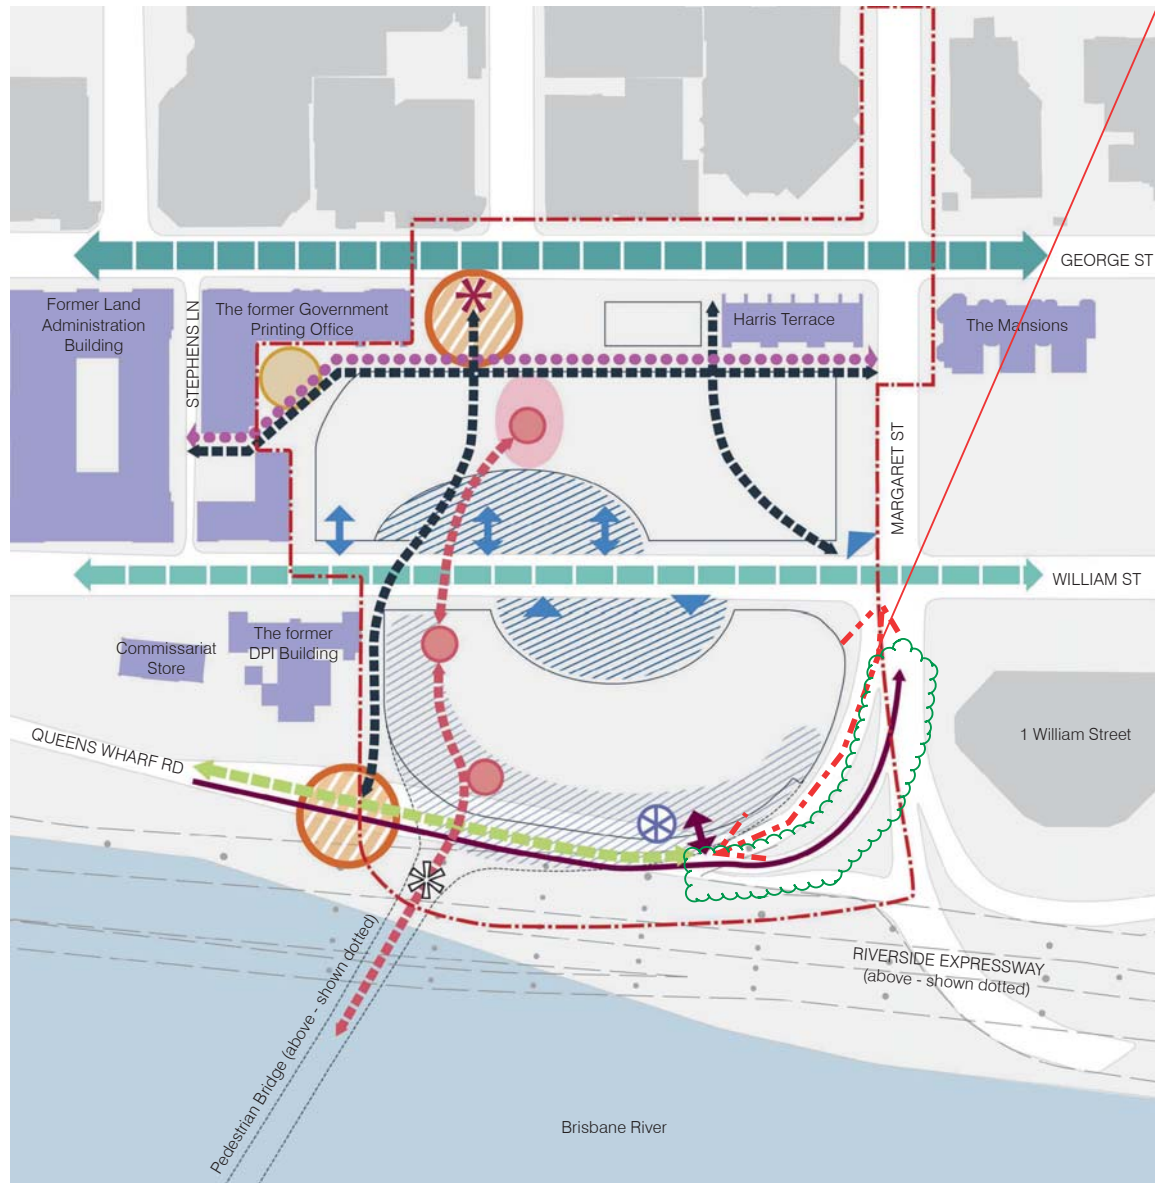 GEORGE ST
Former Land
Administration
Building
STEPHENS LN
The former Government
Printing Office
Harris Terrace
The Mansions
MARGARET ST
WILLIAM ST
Commissariat
Store
The former
DPI Building
QUEENS WHARF RD
1 William Street
RIVERSIDE EXPRESSWAY
(above - shown dotted)
Pedestrian Bridge (above - shown dotted)
Brisbane River